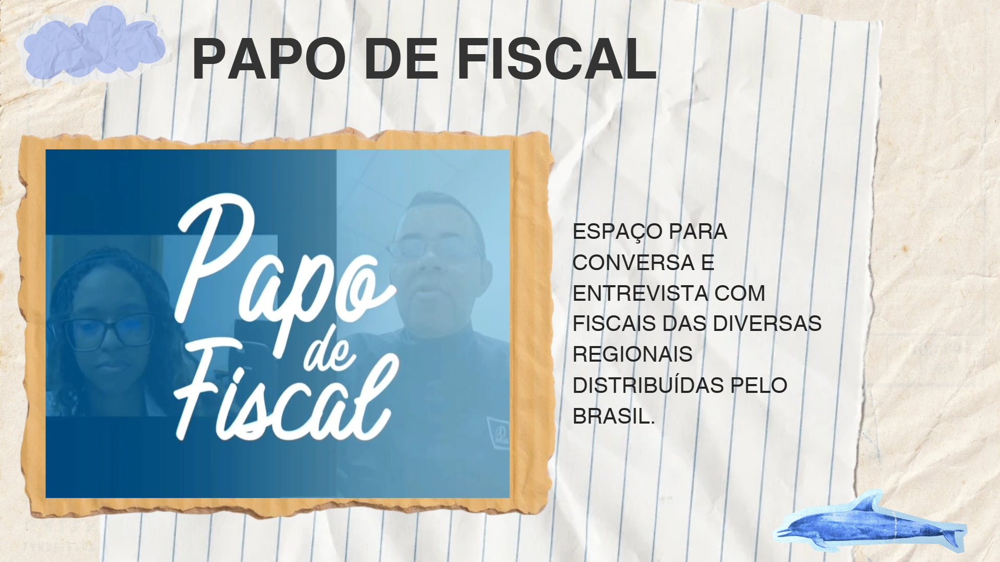 PAPO DE FISCAL
Papo
de
Fiscal
ESPAÇO PARA
CONVERSA E
ENTREVISTA COM
FISCAIS DAS DIVERSAS
REGIONAIS
DISTRIBUÍDAS PELO
BRASIL.